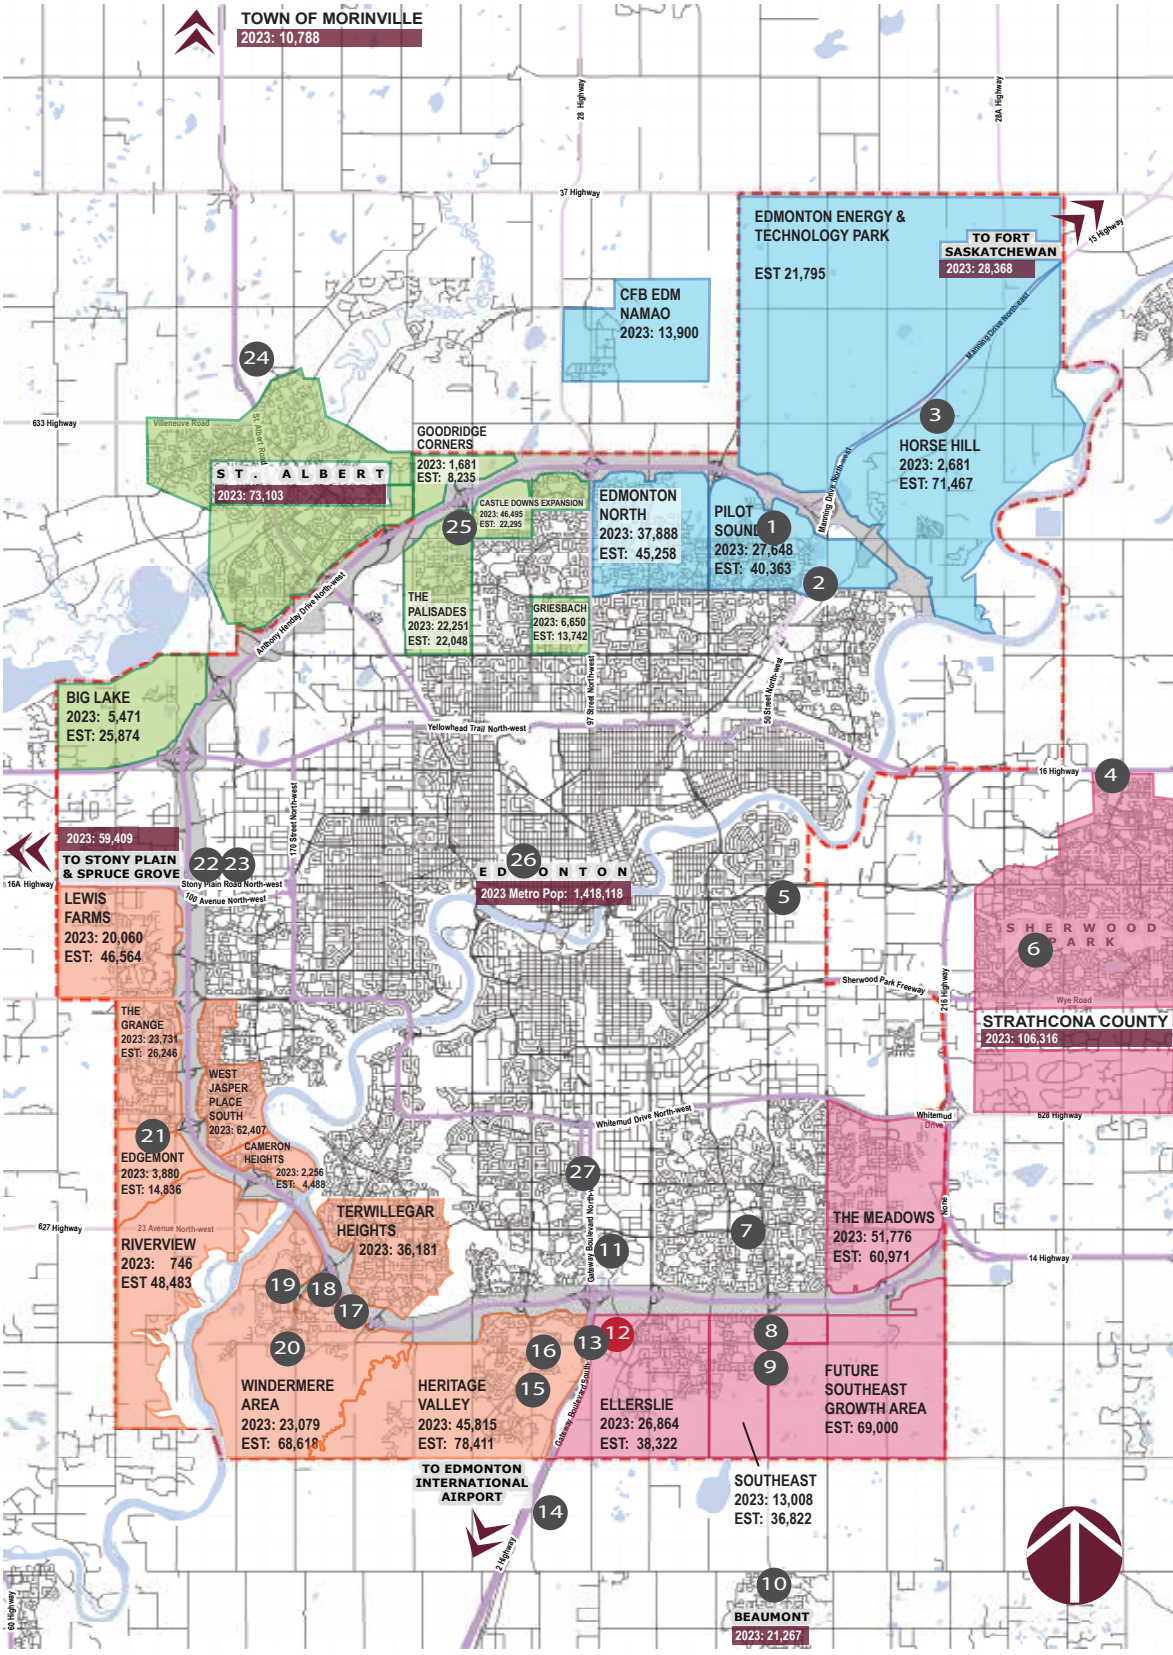 TOWN OF MORINVILLE
2023: 10,788
28 Highway
28A Highway
37 Highway
15 Highway
EDMONTON ENERGY &
TECHNOLOGY PARK
EST 21,795
TO FORT
SASKATCHEWAN
2023: 28,368
Manning Drive North-east
CFB EDM
NAMAO
2023: 13,900
24
3
HORSE HILL
2023: 2,681
EST: 71,467
633 Highway
Villeneuve Road
St. Albert Road
ST. ALBERT
2023: 73,103
GOODRIDGE
CORNERS
2023: 1,681
EST: 8,235
CASTLE DOWNS EXPANSION
2023: 46,495
EST: 22,295
25
EDMONTON
NORTH
2023: 37,888
EST: 45,258
PILOT
SOUND
1
2023: 27,648
EST: 40,363
Manning Drive North-west
2
THE
PALISADES
2023: 22,251
EST: 22,048
GRIESBACH
2023: 6,650
EST: 13,742
Anthony Henday Drive North-west
BIG LAKE
2023: 5,471
EST: 25,874
97 Street North-west
50 Street North-west
Yellowhead Trail North-west
16 Highway
4
170 Street North-west
2023: 59,409
TO STONY PLAIN
& SPRUCE GROVE
22
23
16A Highway
Stony Plain Road North-west
100 Avenue North-west
26
EDMONTON
2023 Metro Pop: 1,418,118
5
LEWIS
FARMS
2023: 20,060
EST: 46,564
SHERWOOD
PARK
6
Sherwood Park Freeway
216 Highway
Wye Road
STRATHCONA COUNTY
2023: 106,316
THE
GRANGE
2023: 23,731
EST: 26,246
WEST
JASPER
PLACE
SOUTH
2023: 62,407
Whitemud Drive North-west
Whitemud
Drive
628 Highway
21
EDGEMONT
2023: 3,880
EST: 14,836
CAMERON
HEIGHTS
2023: 2,256
EST: 4,488
27
Gateway Boulevard North-
None
627 Highway
23 Avenue North-west
RIVERVIEW
2023: 746
EST 48,483
TERWILLEGAR
HEIGHTS
2023: 36,181
11
7
THE MEADOWS
2023: 51,776
EST: 60,971
14 Highway
19
18
17
20
16
15
13
12
8
9
Gateway Boulevard South-
WINDERMERE
AREA
2023: 23,079
EST: 68,618
HERITAGE
VALLEY
2023: 45,815
EST: 78,411
ELLERSLIE
2023: 26,864
EST: 38,322
FUTURE
SOUTHEAST
GROWTH AREA
EST: 69,000
TO EDMONTON
INTERNATIONAL
AIRPORT
SOUTHEAST
2023: 13,008
EST: 36,822
14
2 Highway
60 Highway
10
BEAUMONT
2023: 21,267